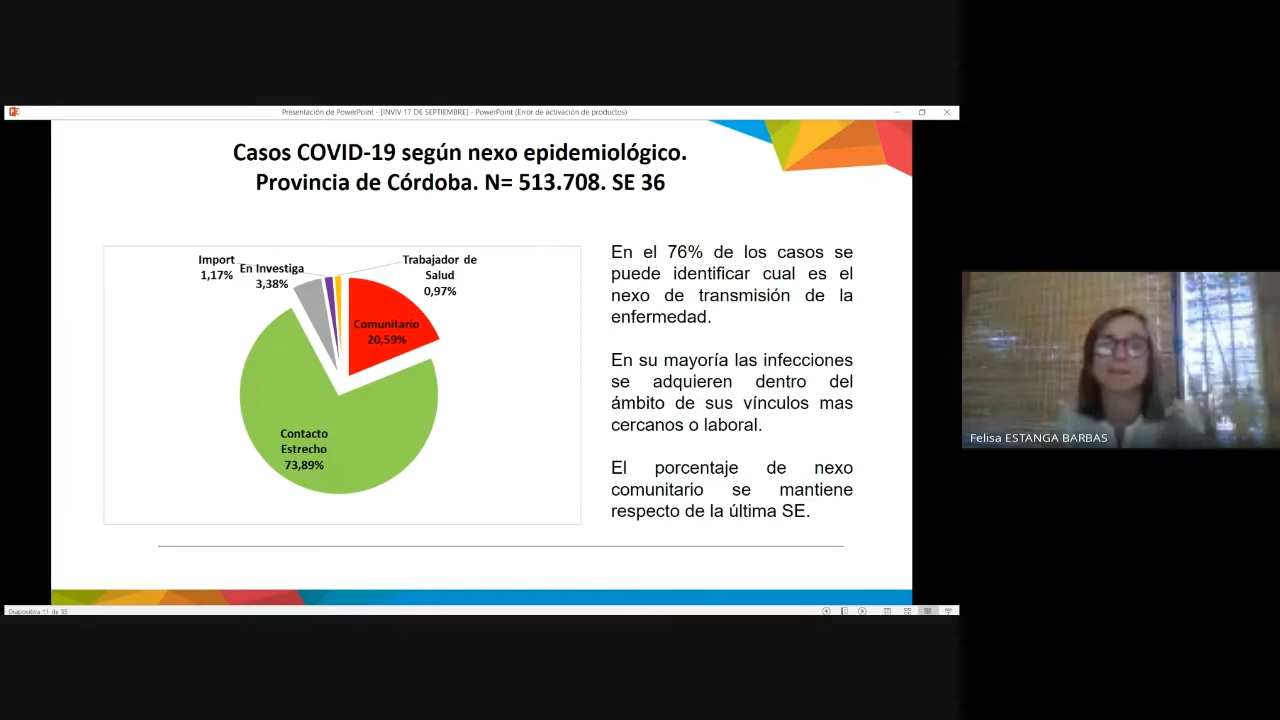 Presentación de PowerPoint - [INVIV 17 DE SEPTIEMBRE] - PowerPoint (Error de activación de productos)
Casos COVID-19 según nexo epidemiológico.
Provincia de Córdoba. N= 513.708. SE 36
Import
1,17%
En Investiga
3,38%
Trabajador de
Salud
0,97%
Comunitario
20,59%
Contacto
Estrecho
73,89%
En el 76% de los casos se
puede identificar cual es el
nexo de transmisión de la
enfermedad.
En su mayoría las infecciones
se adquieren dentro del
ámbito de sus vínculos mas
cercanos o laboral.
El porcentaje de nexo
comunitario se mantiene
respecto de la última SE.
Diapositiva 11 de 35
Felisa ESTANGA BARBAS